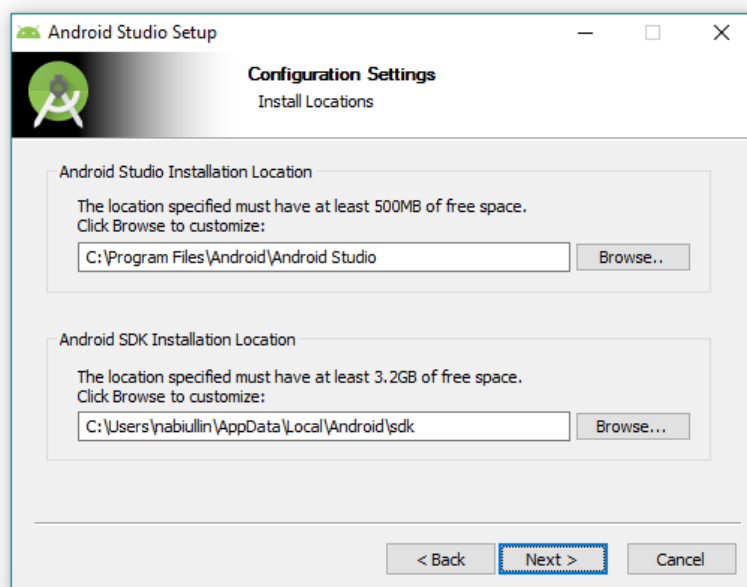 Android Studio Setup
Configuration Settings
Install Locations
Android Studio Installation Location
The location specified must have at least 500MB of free space.
Click Browse to customize:
C:\Program Files\Android\Android Studio
Browse..
Android SDK Installation Location
The location specified must have at least 3.2GB of free space.
Click Browse to customize:
C:\Users\nabiullin\AppData\Local\Android\sdk
Browse...
< Back
Next >
Cancel